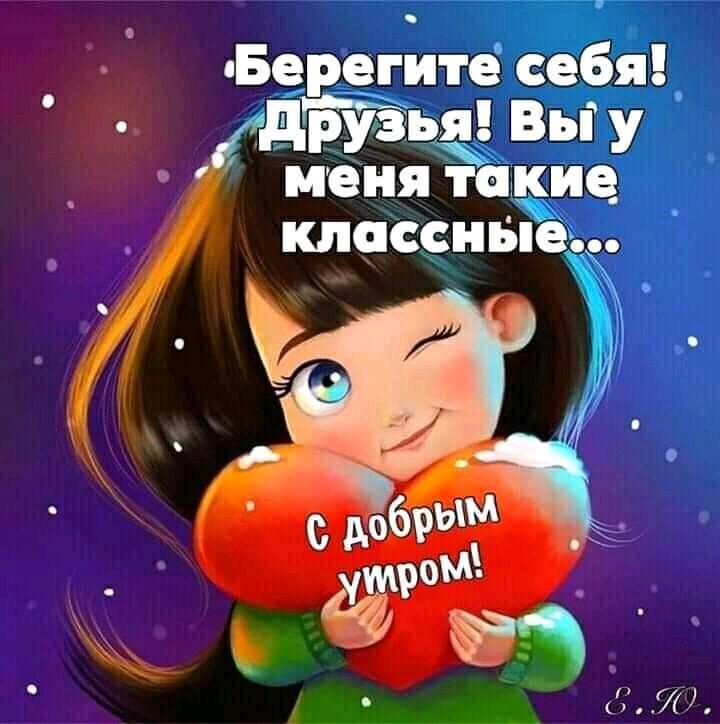 Берегите себя!
Друзья! Вы у
меня такие
классные...
С добрым
утром!
Е.Ю.